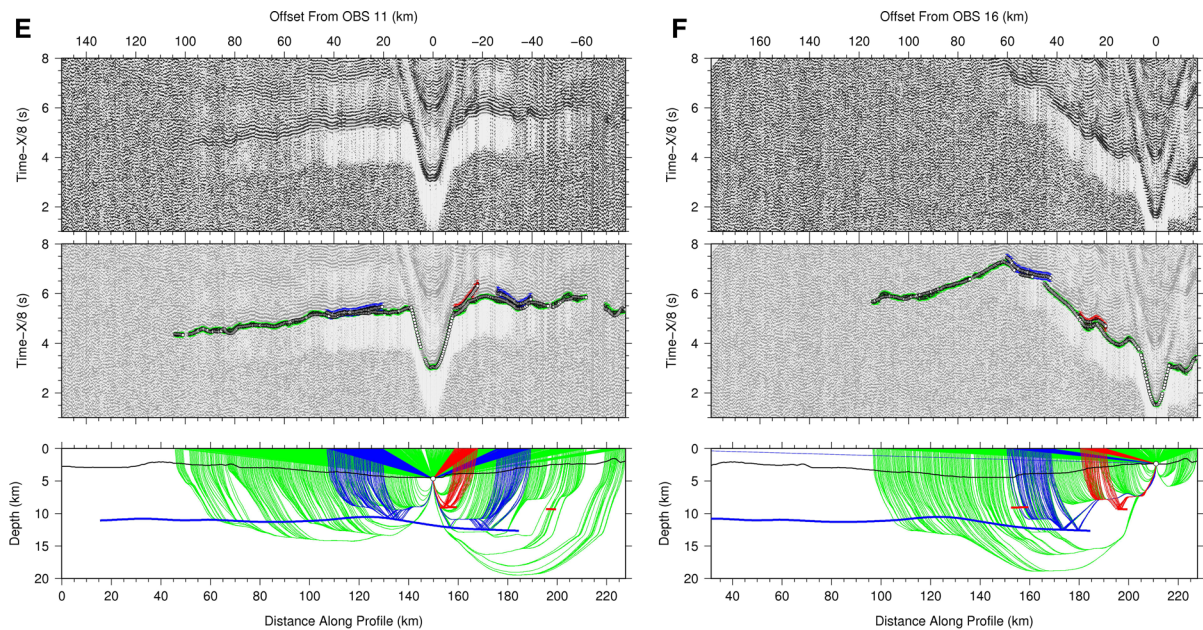 E
Offset From OBS 11 (km)
140 120 100 80 60 40 20 0 −20 −40 −60
8
6
4
2
Time−X/8 (s)
8
6
4
2
Time−X/8 (s)
0
5
10
15
20
Depth (km)
0 20 40 60 80 100 120 140 160 180 200 220
Distance Along Profile (km)
F
Offset From OBS 16 (km)
160 140 120 100 80 60 40 20 0
8
6
4
2
Time−X/8 (s)
8
6
4
2
Time−X/8 (s)
0
5
10
15
20
Depth (km)
40 60 80 100 120 140 160 180 200 220
Distance Along Profile (km)